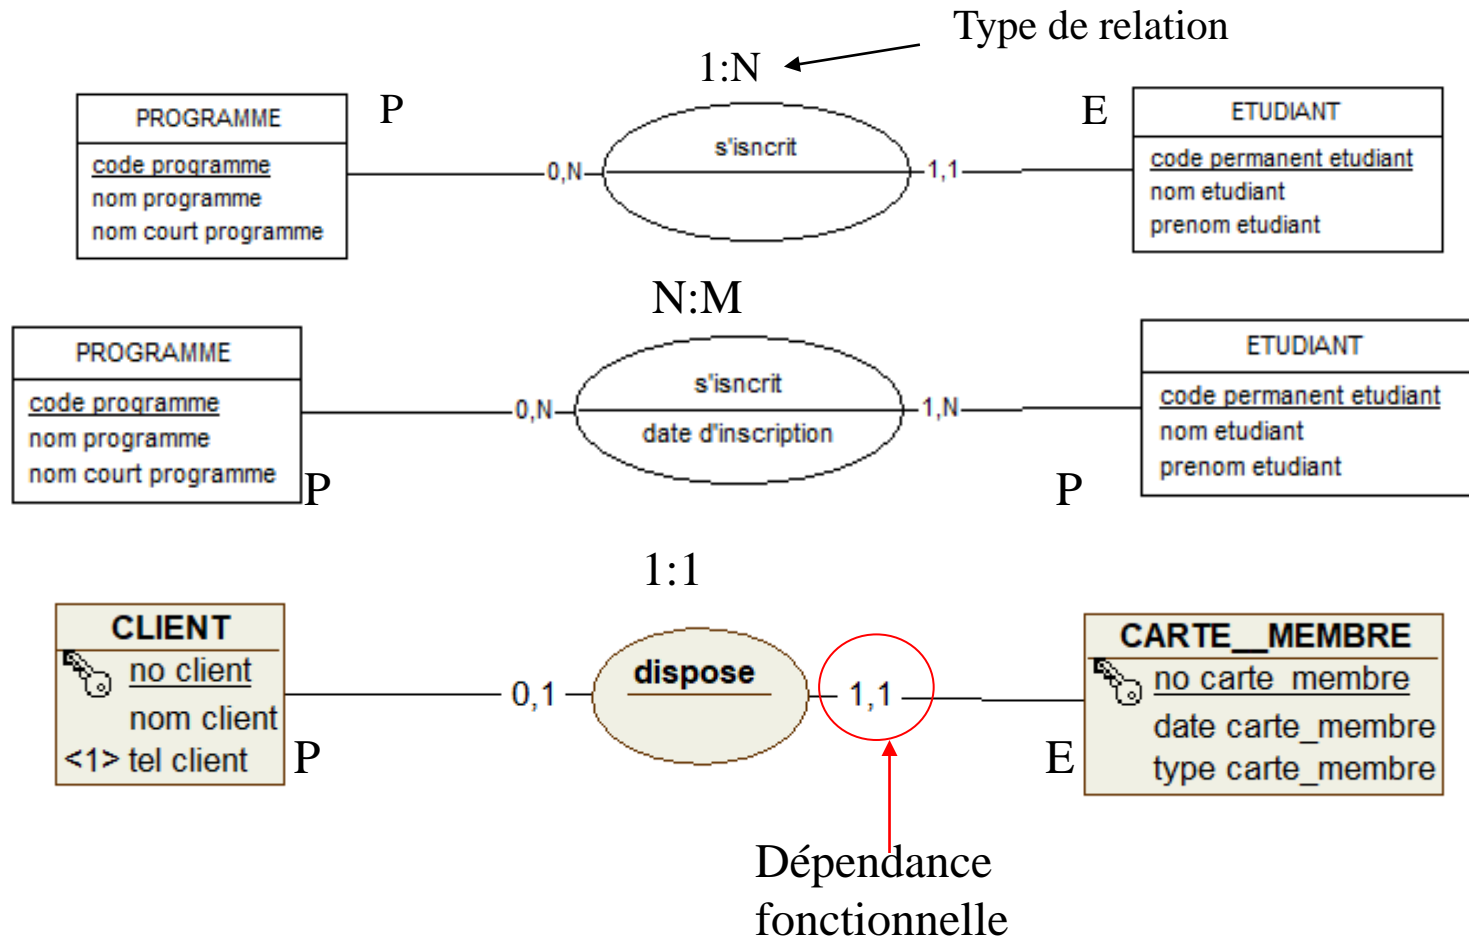 Type de relation
1:N
PROGRAMME
P
E
ETUDIANT
code programme
nom programme
nom court programme
0,N
s'isncrit
1,1
code permanent etudiant
nom etudiant
prenom etudiant
N:M
PROGRAMME
ETUDIANT
code programme
nom programme
nom court programme
P
0,N
s'isncrit
date d'inscription
1,N
P
code permanent etudiant
nom etudiant
prenom etudiant
1:1
CLIENT
no client
nom client
<1> tel client
P
0,1
dispose
1,1
E
CARTE__MEMBRE
no carte_membre
date carte_membre
type carte_membre
Dépendance
fonctionnelle